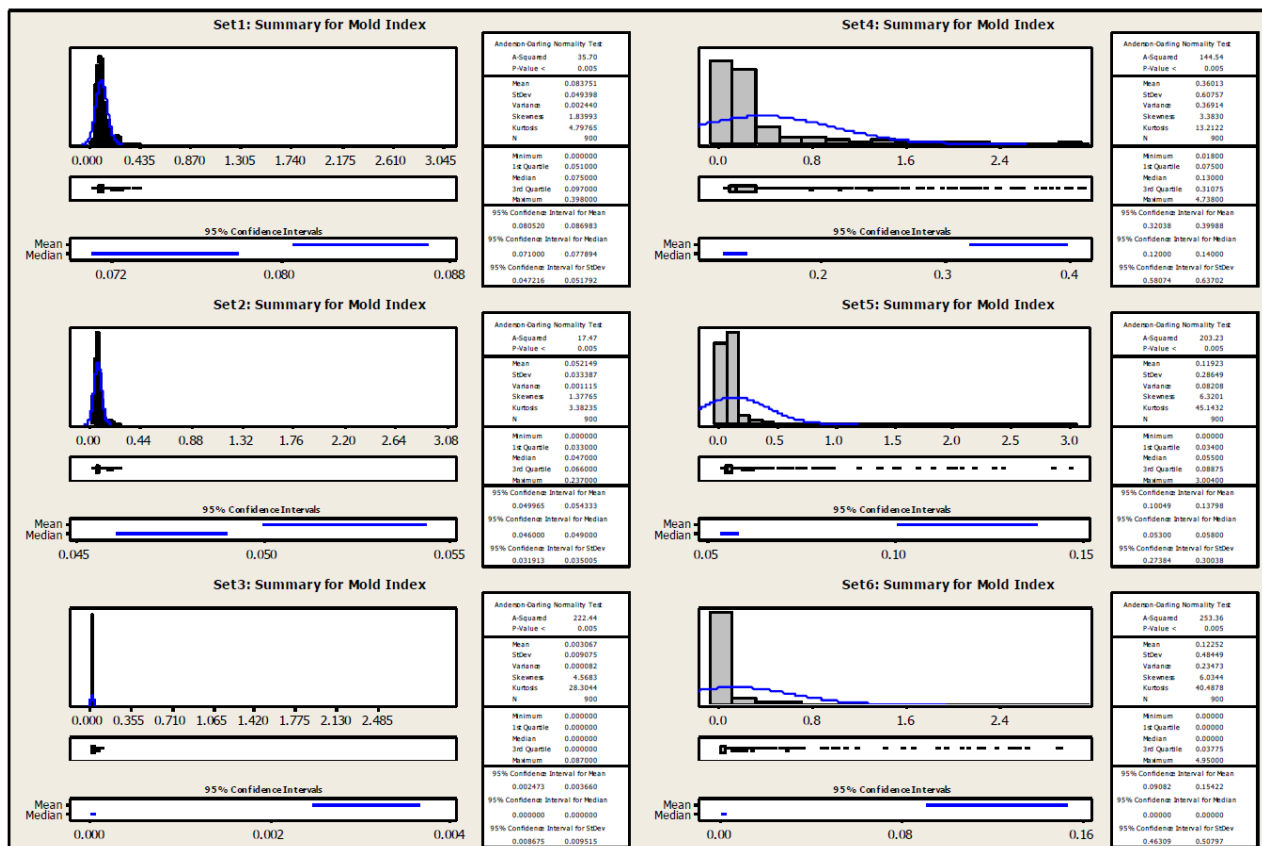 Set1: Summary for Mold Index
Anderson-Darling Normality Test
A-Squared 35.70
P-Value < 0.005
Mean 0.083751
StDev 0.049398
Variance 0.002440
Skewness 1.83993
Kurtosis 4.79765
N 900
Minimum 0.000000
1st Quartile 0.051000
Median 0.075000
3rd Quartile 0.097000
Maximum 0.398000
95% Confidence Interval for Mean
0.080520 0.086983
95% Confidence Interval for Median
0.071000 0.077894
95% Confidence Interval for StDev
0.047216 0.051792
0.000 0.435 0.870 1.305 1.740 2.175 2.610 3.045
95% Confidence Intervals
Mean
Median
0.072 0.080 0.088
Set4: Summary for Mold Index
Anderson-Darling Normality Test
A-Squared 144.54
P-Value < 0.005
Mean 0.36013
StDev 0.60757
Variance 0.36914
Skewness 3.3830
Kurtosis 13.2122
N 900
Minimum 0.01800
1st Quartile 0.07500
Median 0.13000
3rd Quartile 0.31075
Maximum 4.73800
95% Confidence Interval for Mean
0.32038 0.39988
95% Confidence Interval for Median
0.12000 0.14000
95% Confidence Interval for StDev
0.58074 0.63702
0.0 0.8 1.6 2.4
95% Confidence Intervals
Mean
Median
0.2 0.3 0.4
Set2: Summary for Mold Index
Anderson-Darling Normality Test
A-Squared 17.47
P-Value < 0.005
Mean 0.052149
StDev 0.033387
Variance 0.001115
Skewness 1.37765
Kurtosis 3.38235
N 900
Minimum 0.000000
1st Quartile 0.033000
Median 0.047000
3rd Quartile 0.066000
Maximum 0.237000
95% Confidence Interval for Mean
0.049965 0.054333
95% Confidence Interval for Median
0.046000 0.049000
95% Confidence Interval for StDev
0.031913 0.035005
0.00 0.44 0.88 1.32 1.76 2.20 2.64 3.08
95% Confidence Intervals
Mean
Median
0.045 0.050 0.055
Set5: Summary for Mold Index
Anderson-Darling Normality Test
A-Squared 203.23
P-Value < 0.005
Mean 0.11923
StDev 0.28649
Variance 0.08208
Skewness 6.3201
Kurtosis 45.1432
N 900
Minimum 0.00000
1st Quartile 0.03400
Median 0.05500
3rd Quartile 0.08875
Maximum 3.00400
95% Confidence Interval for Mean
0.10049 0.13798
95% Confidence Interval for Median
0.05300 0.05800
95% Confidence Interval for StDev
0.27384 0.30038
0.0 0.5 1.0 1.5 2.0 2.5 3.0
95% Confidence Intervals
Mean
Median
0.05 0.10 0.15
Set3: Summary for Mold Index
Anderson-Darling Normality Test
A-Squared 222.44
P-Value < 0.005
Mean 0.003067
StDev 0.009075
Variance 0.000082
Skewness 4.5683
Kurtosis 28.3044
N 900
Minimum 0.000000
1st Quartile 0.000000
Median 0.000000
3rd Quartile 0.000000
Maximum 0.087000
95% Confidence Interval for Mean
0.002473 0.003660
95% Confidence Interval for Median
0.000000 0.000000
95% Confidence Interval for StDev
0.008675 0.009515
0.000 0.355 0.710 1.065 1.420 1.775 2.130 2.485
95% Confidence Intervals
Mean
Median
0.000 0.002 0.004
Set6: Summary for Mold Index
Anderson-Darling Normality Test
A-Squared 253.36
P-Value < 0.005
Mean 0.12252
StDev 0.48449
Variance 0.23473
Skewness 6.0344
Kurtosis 40.4878
N 900
Minimum 0.00000
1st Quartile 0.00000
Median 0.00000
3rd Quartile 0.03775
Maximum 4.95000
95% Confidence Interval for Mean
0.09082 0.15422
95% Confidence Interval for Median
0.00000 0.00000
95% Confidence Interval for StDev
0.46309 0.50797
0.0 0.8 1.6 2.4
95% Confidence Intervals
Mean
Median
0.00 0.08 0.16